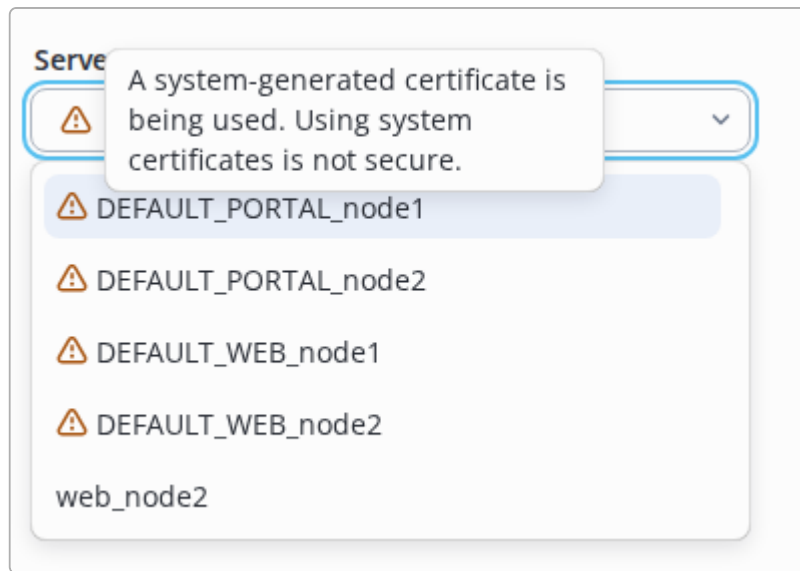 Serve
A system-generated certificate is
being used. Using system
certificates is not secure.
DEFAULT_PORTAL_node1
DEFAULT_PORTAL_node2
DEFAULT_WEB_node1
DEFAULT_WEB_node2
web_node2